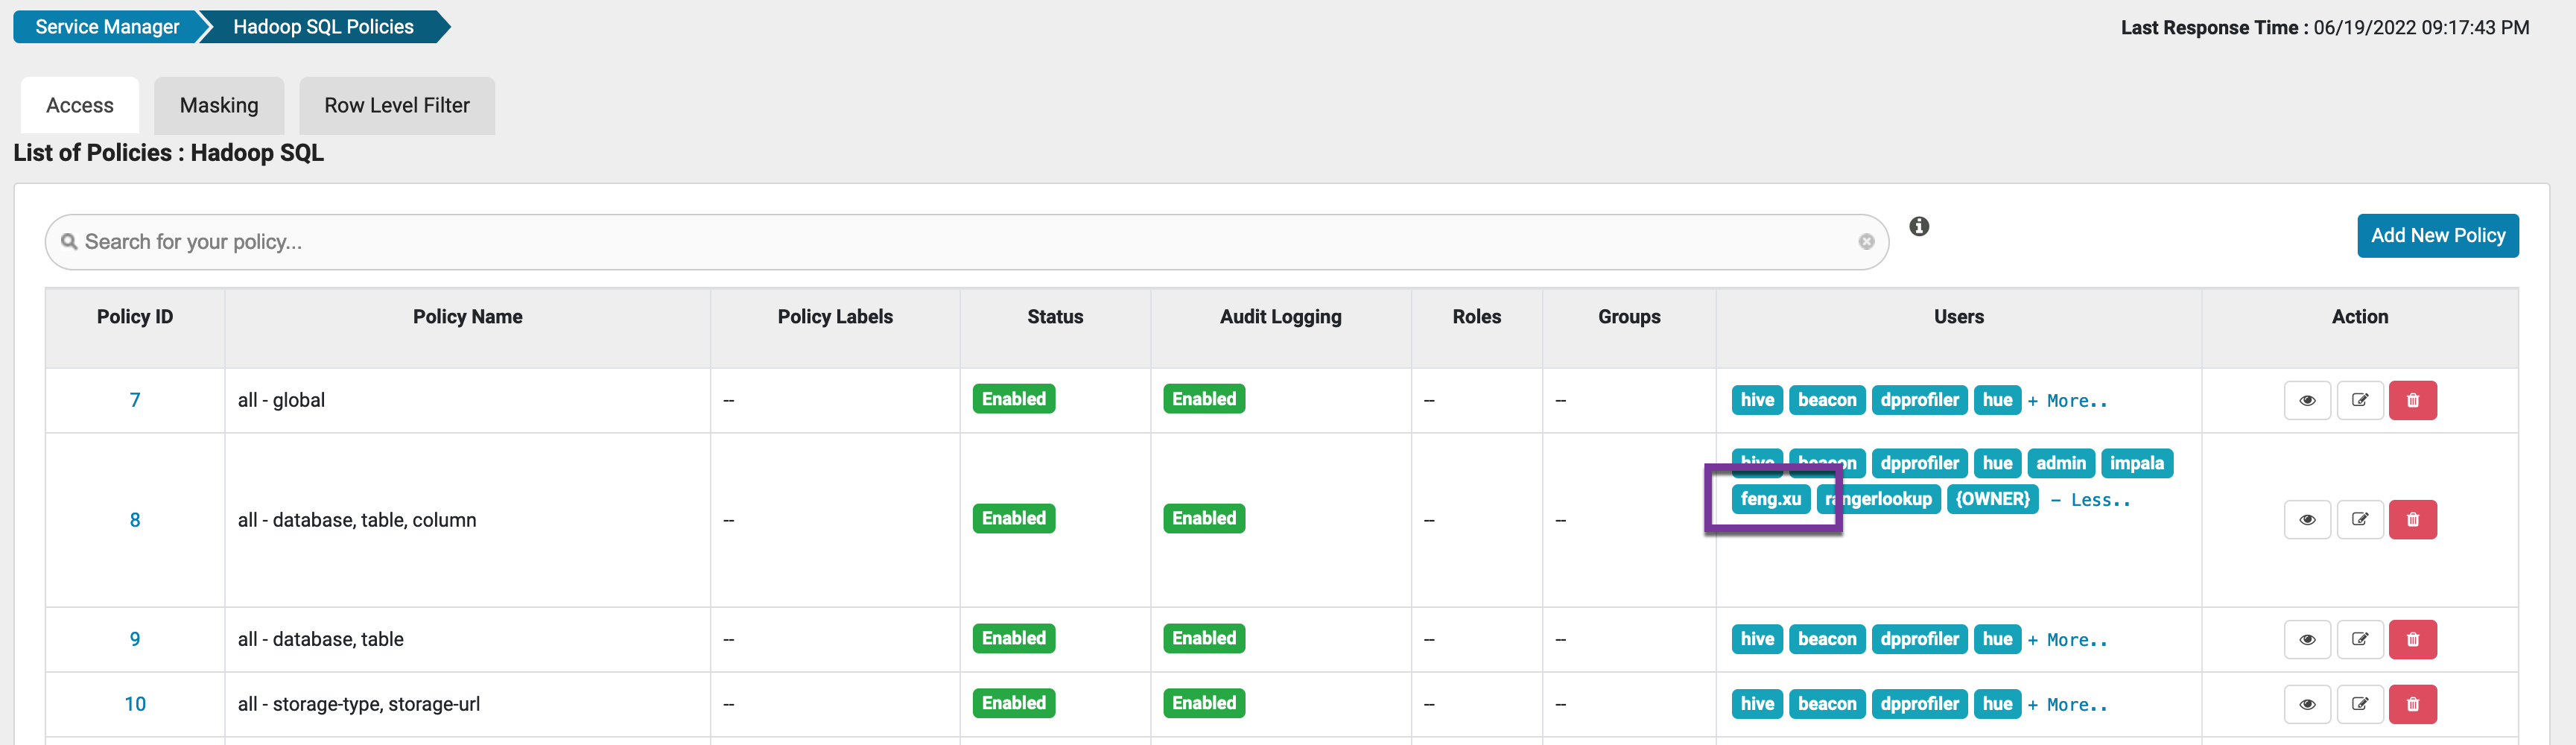 Service Manager Hadoop SQL Policies Last Response Time : 06/19/2022 09:17:43 PM
Access Masking Row Level Filter
List of Policies : Hadoop SQL
Search for your policy...
Add New Policy
Policy ID Policy Name Policy Labels Status Audit Logging Roles Groups Users Action
7 all - global -- Enabled Enabled -- -- hive beacon dpprofiler hue + More..
hive beacon dpprofiler hue admin impala
8 all - database, table, column -- Enabled Enabled -- -- feng.xu rangerlookup {OWNER} - Less..
9 all - database, table -- Enabled Enabled -- -- hive beacon dpprofiler hue + More..
10 all - storage-type, storage-url -- Enabled Enabled -- -- hive beacon dpprofiler hue + More..